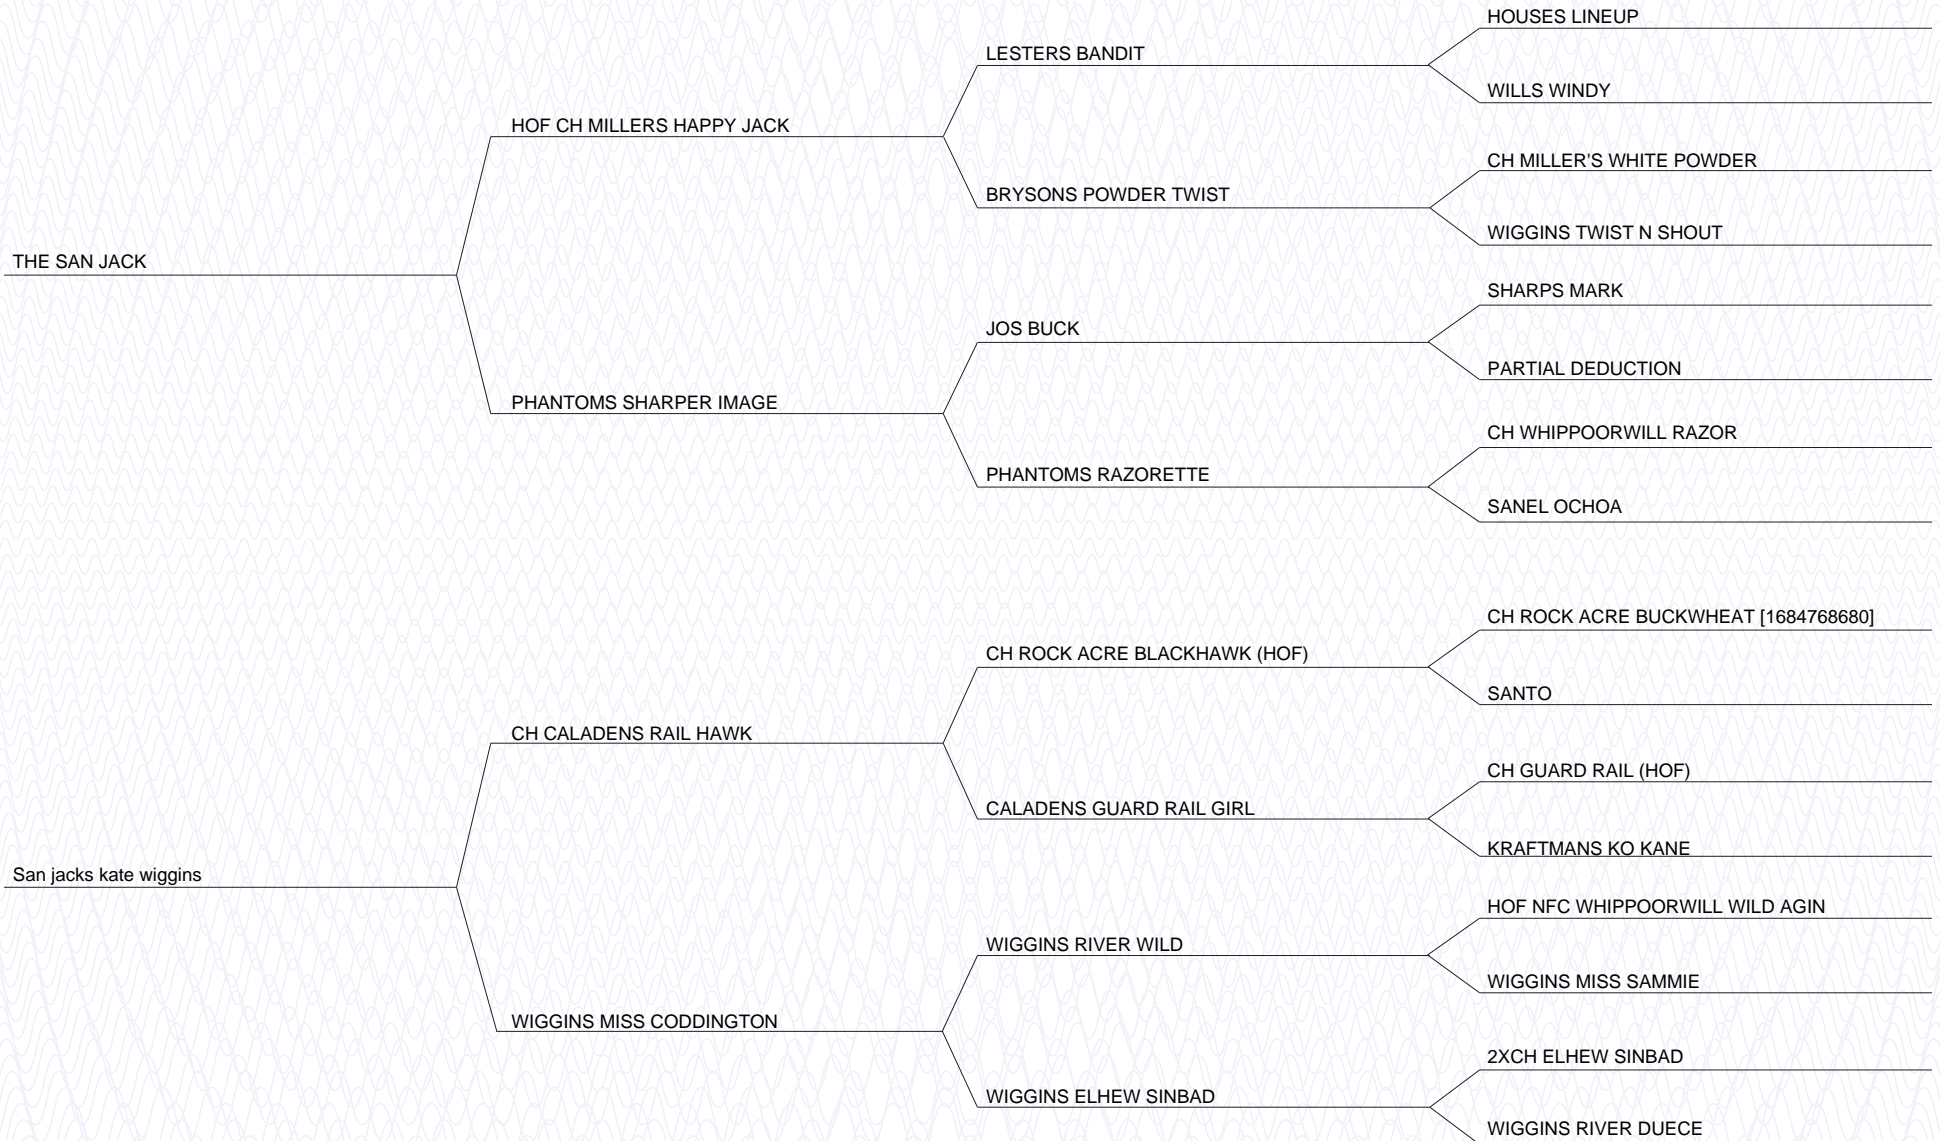 HOUSES LINEUP
LESTERS BANDIT
WILLS WINDY
HOF CH MILLERS HAPPY JACK
CH MILLER'S WHITE POWDER
BRYSONS POWDER TWIST
WIGGINS TWIST N SHOUT
THE SAN JACK
SHARPS MARK
JOS BUCK
PARTIAL DEDUCTION
PHANTOMS SHARPER IMAGE
CH WHIPPOORWILL RAZOR
PHANTOMS RAZORETTE
SANEL OCHOA
CH ROCK ACRE BUCKWHEAT [1684768680]
CH ROCK ACRE BLACKHAWK (HOF)
SANTO
CH CALADENS RAIL HAWK
CH GUARD RAIL (HOF)
CALADENS GUARD RAIL GIRL
KRAFTMANS KO KANE
San jacks kate wiggins
HOF NFC WHIPPOORWILL WILD AGIN
WIGGINS RIVER WILD
WIGGINS MISS SAMMIE
WIGGINS MISS CODDINGTON
2XCH ELHEW SINBAD
WIGGINS ELHEW SINBAD
WIGGINS RIVER DUECE